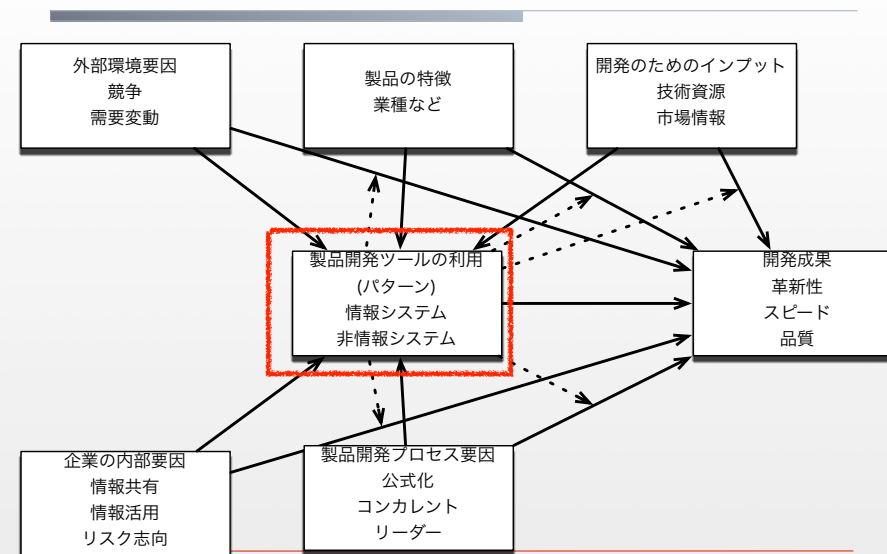 外部環境要因
競争
需要変動
製品の特徴
業種など
開発のためのインプット
技術資源
市場情報
製品開発ツールの利用
(パターン)
情報システム
非情報システム
開発成果
革新性
スピード
品質
企業の内部要因
情報共有
情報活用
リスク志向
製品開発プロセス要因
公式化
コンカレント
リーダー